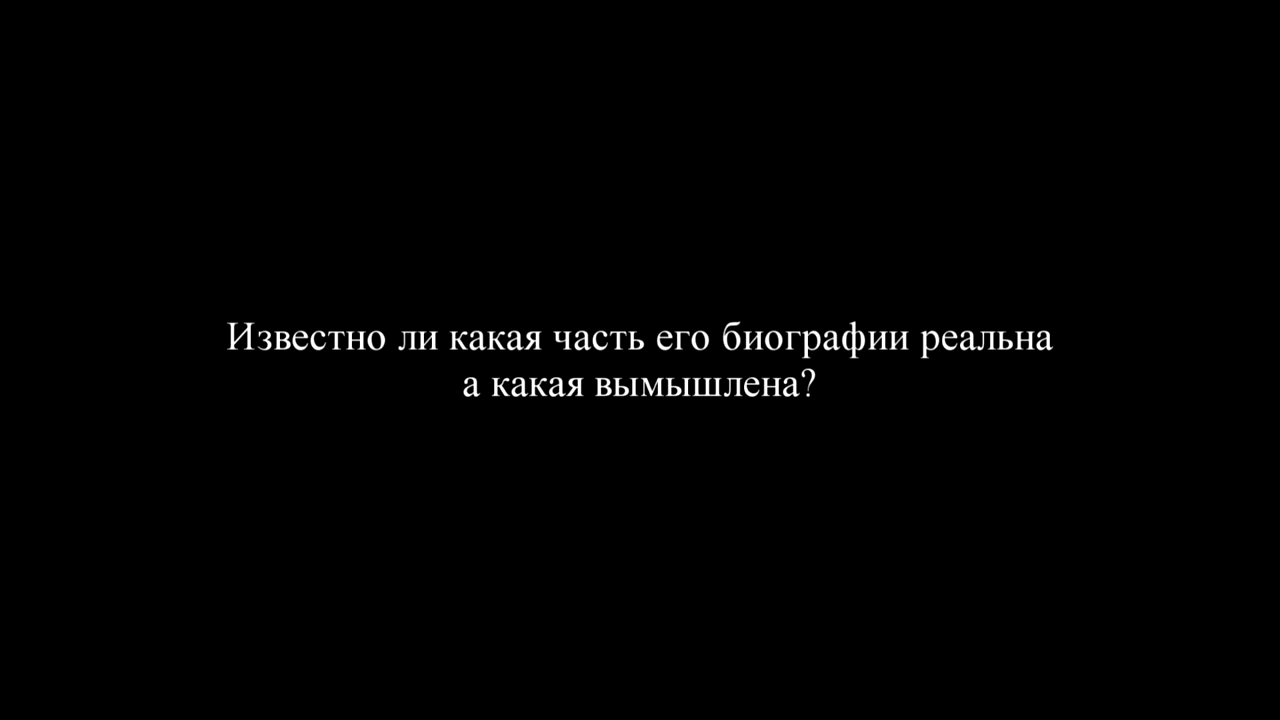 Известно ли какая часть его биографии реальна
а какая вымышлена?